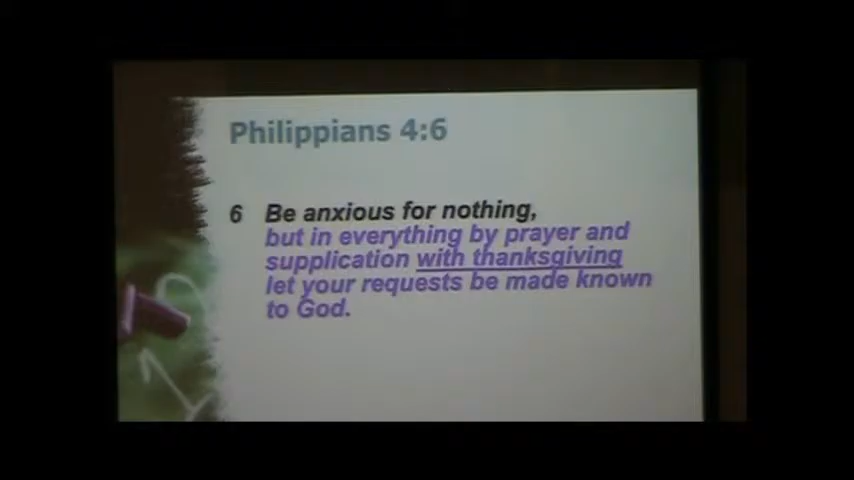 Philippians 4:6
6 Be anxious for nothing,
but in everything by prayer and
supplication with thanksgiving
let your requests be made known
to God.